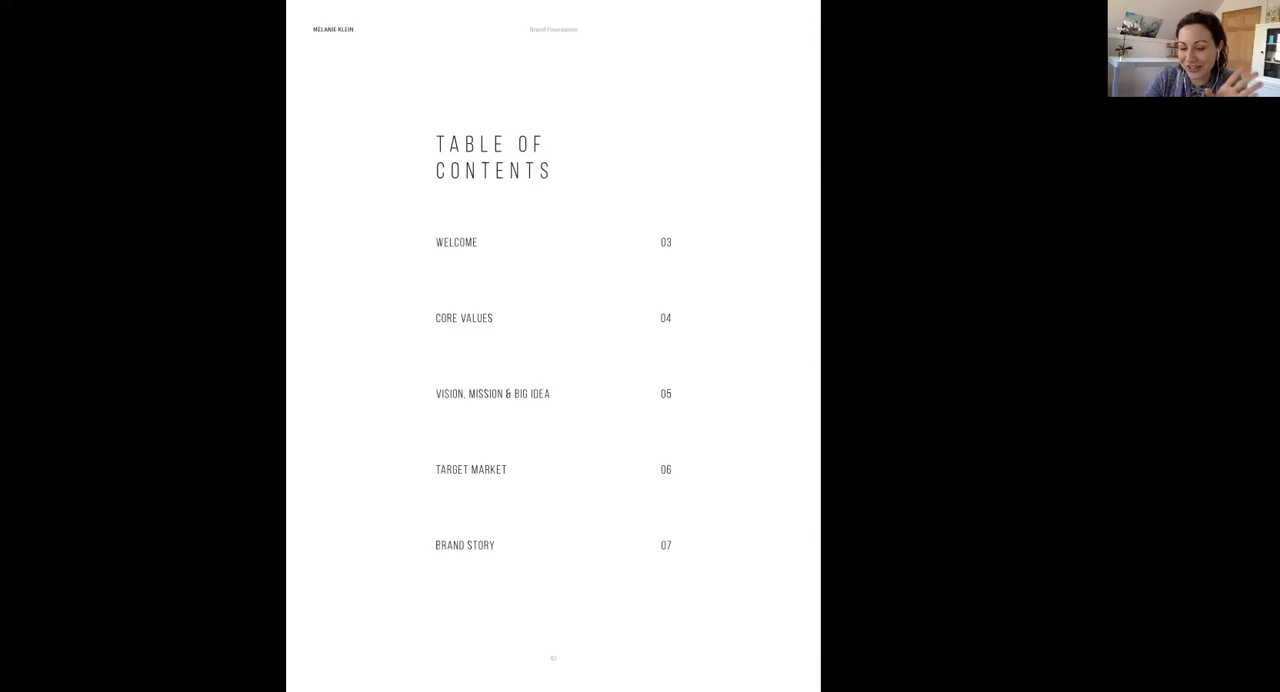 MELANIE KLEIN
Brand Foundation
TABLE OF
CONTENTS
WELCOME 03
CORE VALUES 04
VISION, MISSION & BIG IDEA 05
TARGET MARKET 06
BRAND STORY 07
02